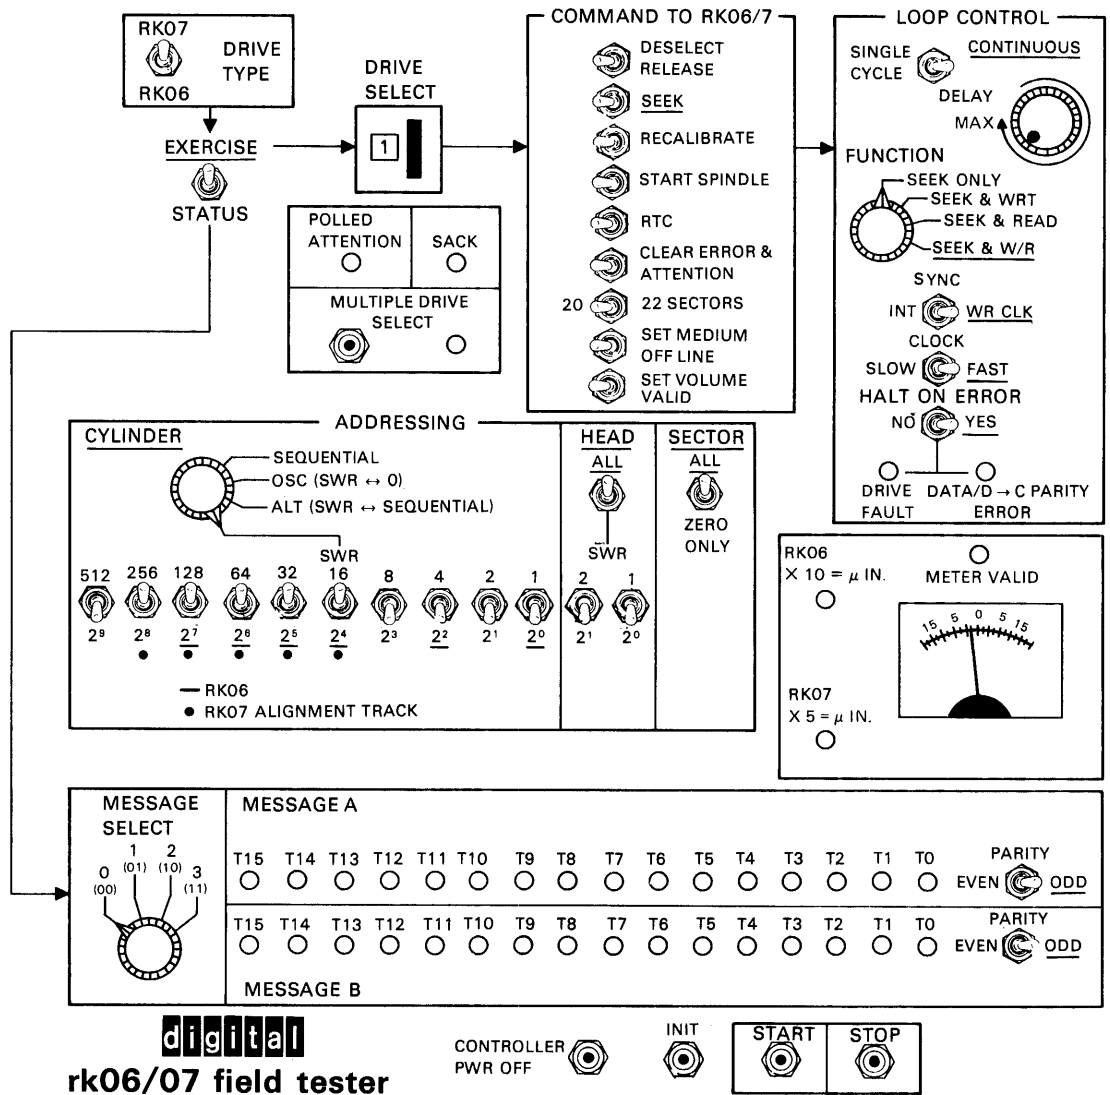 RK07
DRIVE
TYPE
RK06
EXERCISE
STATUS
DRIVE
SELECT
1
POLLED
ATTENTION
SACK
MULTIPLE DRIVE
SELECT
COMMAND TO RK06/7
DESELECT
RELEASE
SEEK
RECALIBRATE
START SPINDLE
RTC
CLEAR ERROR &
ATTENTION
20 22 SECTORS
SET MEDIUM
OFF LINE
SET VOLUME
VALID
LOOP CONTROL
SINGLE
CYCLE
CONTINUOUS
DELAY
MAX
FUNCTION
SEEK ONLY
SEEK & WRT
SEEK & READ
SEEK & W/R
SYNC
INT WR CLK
CLOCK
SLOW FAST
HALT ON ERROR
NO YES
DRIVE
FAULT
DATA/D → C PARITY
ERROR
ADDRESSING
CYLINDER
SEQUENTIAL
OSC (SWR ↔ 0)
ALT (SWR ↔ SEQUENTIAL)
SWR
512 256 128 64 32 16 8 4 2 1
2⁹ 2⁸ 2⁷ 2⁶ 2⁵ 2⁴ 2³ 2² 2¹ 2⁰
— RK06
● RK07 ALIGNMENT TRACK
HEAD
ALL
SWR
2 1
2¹ 2⁰
SECTOR
ALL
ZERO
ONLY
RK06
X 10 = μ IN.
METER VALID
15 5 0 5 15
RK07
X 5 = μ IN.
MESSAGE
SELECT
0 1 2 3
(00) (01) (10) (11)
MESSAGE A
T15 T14 T13 T12 T11 T10 T9 T8 T7 T6 T5 T4 T3 T2 T1 T0
PARITY
EVEN ODD
T15 T14 T13 T12 T11 T10 T9 T8 T7 T6 T5 T4 T3 T2 T1 T0
PARITY
EVEN ODD
MESSAGE B
digital
rk06/07 field tester
CONTROLLER
PWR OFF
INIT
START
STOP